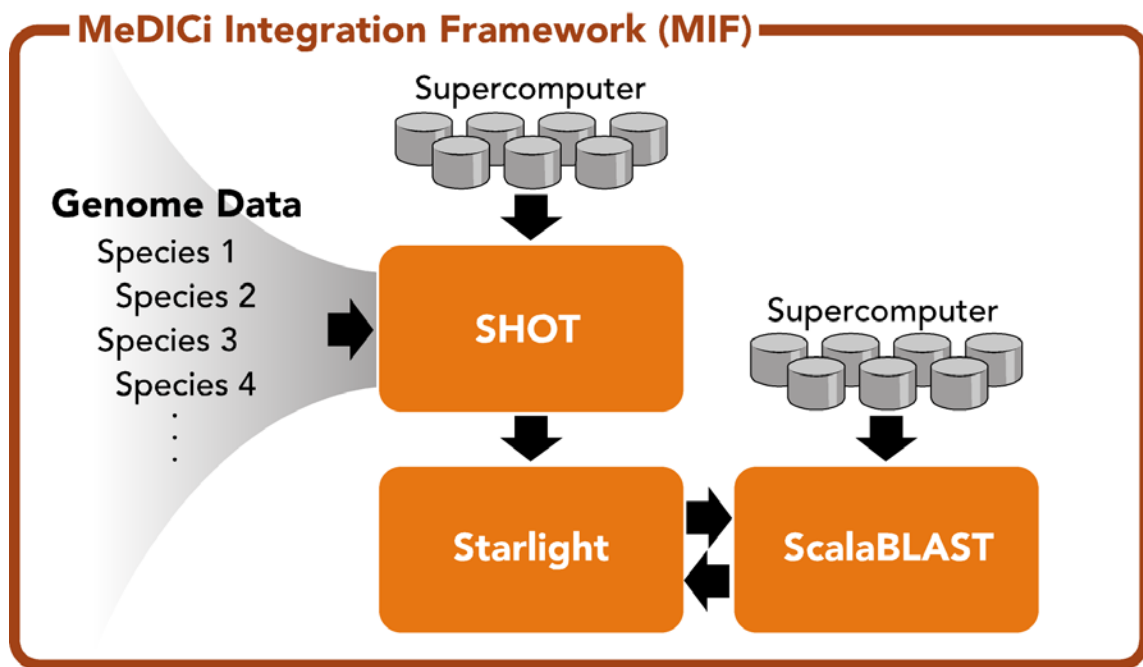 MeDICi Integration Framework (MIF)
Supercomputer
Genome Data
Species 1
Species 2
Species 3
Species 4
.
.
.
SHOT
Supercomputer
Starlight
ScalaBLAST